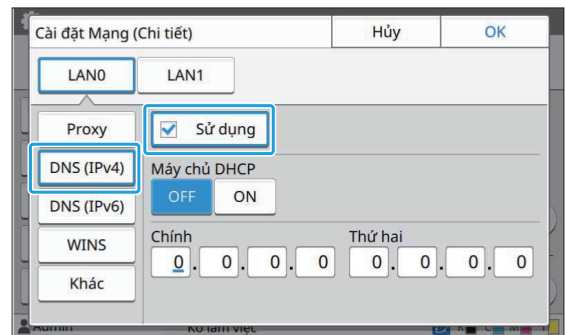 Cài đặt Mạng (Chi tiết) Hủy OK
LAN0 LAN1
Proxy Sử dụng
DNS (IPv4) Máy chủ DHCP
OFF ON
DNS (IPv6)
WINS Chính Thứ hai
0 . 0 . 0 . 0 0 . 0 . 0 . 0
Khác
Admin